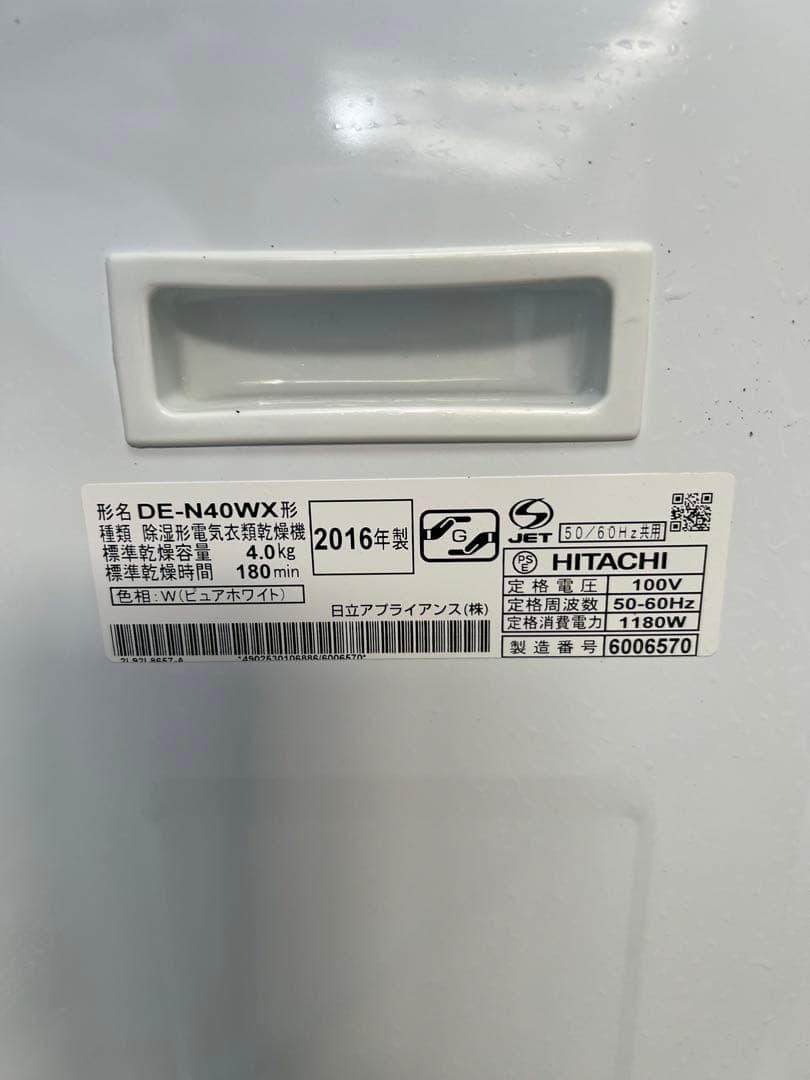 形名 DE-N40WX形
種類 除湿形電気衣類乾燥機
標準乾燥容量 4.0kg
標準乾燥時間 180min
色相:W(ピュアホワイト)
2016年製
G
日立アプライアンス(株)
2L92L8657-A *4902530106886/6006570*
S
JET 50/60Hz共用
PSE HITACHI
定格電圧 100V
定格周波数 50-60Hz
定格消費電力 1180W
製造番号 6006570